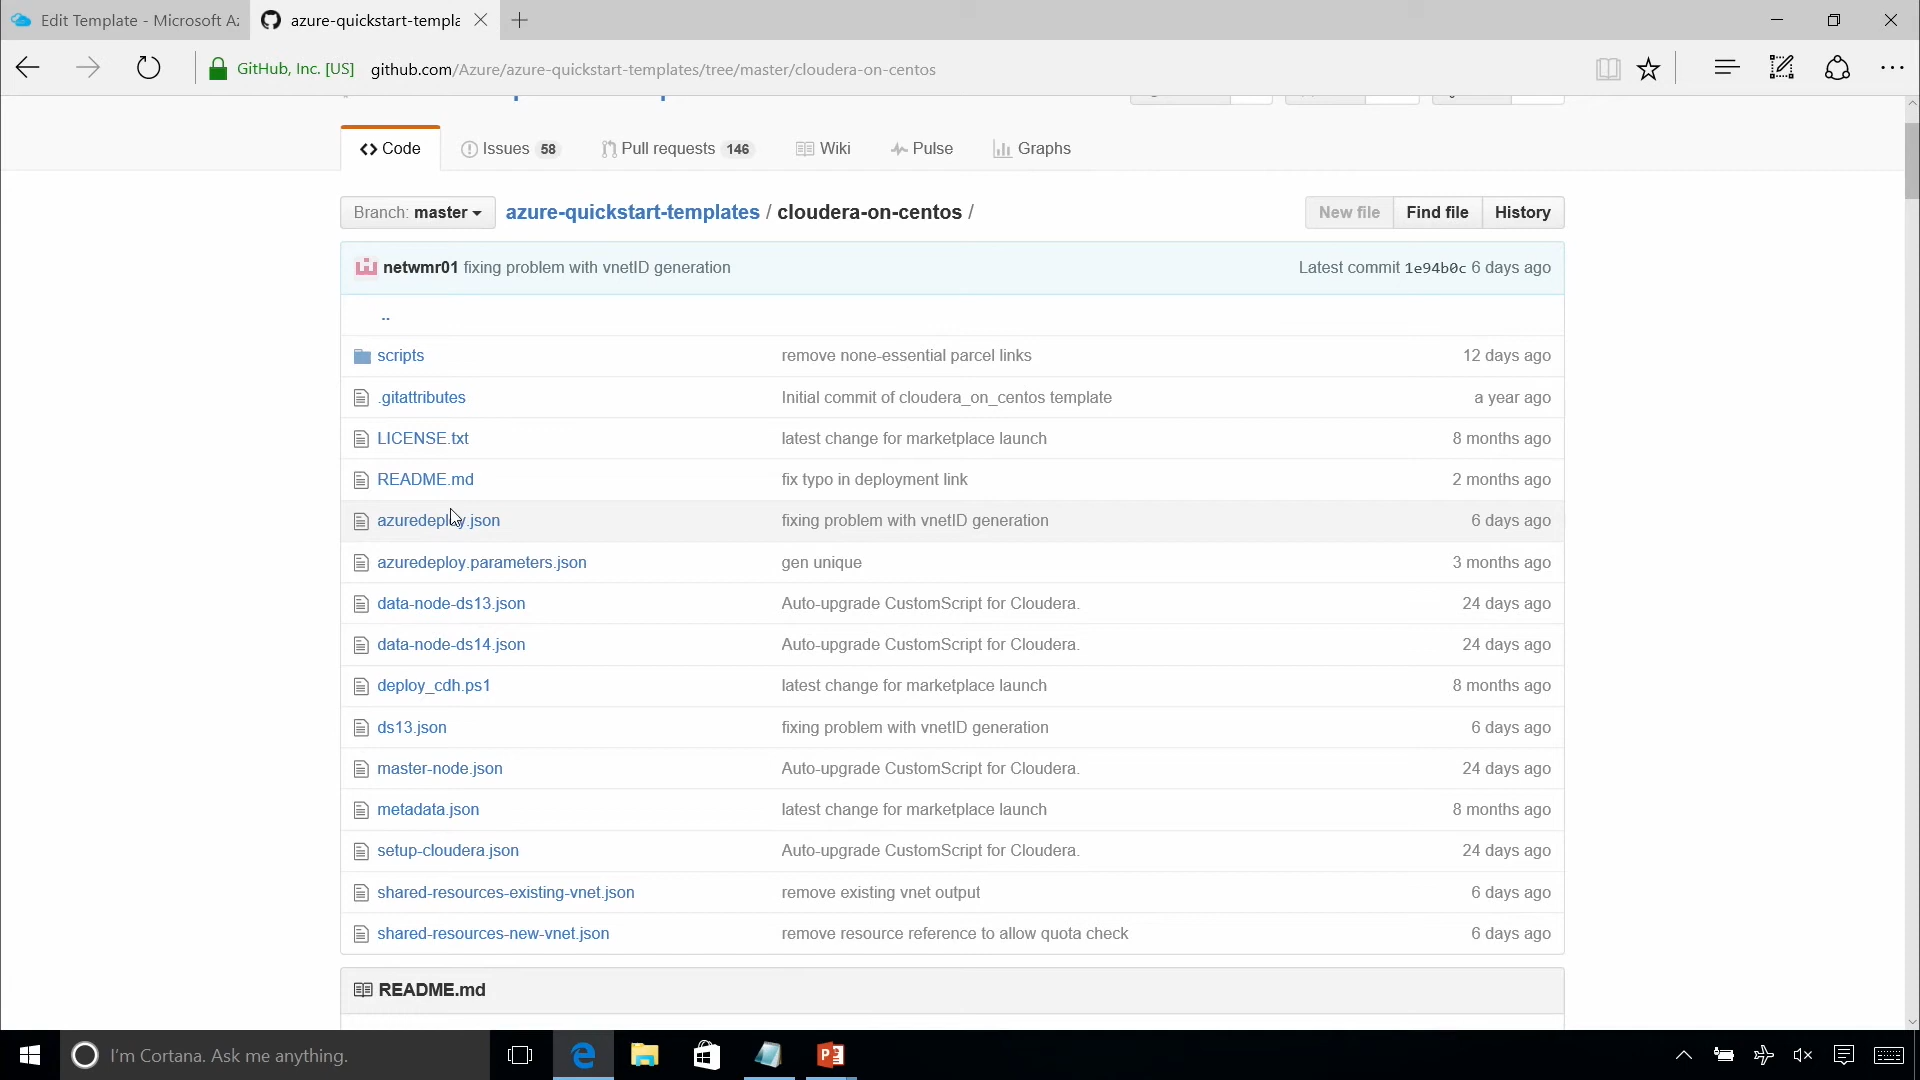 Edit Template - Microsoft Az
azure-quickstart-templa
GitHub, Inc. [US]
github.com/Azure/azure-quickstart-templates/tree/master/cloudera-on-centos
Code
Issues 58
Pull requests 146
Wiki
Pulse
Graphs
Branch: master
azure-quickstart-templates / cloudera-on-centos /
New file
Find file
History
netwmr01 fixing problem with vnetID generation
Latest commit 1e94b0c 6 days ago
..
scripts remove none-essential parcel links 12 days ago
.gitattributes Initial commit of cloudera_on_centos template a year ago
LICENSE.txt latest change for marketplace launch 8 months ago
README.md fix typo in deployment link 2 months ago
azuredeploy.json fixing problem with vnetID generation 6 days ago
azuredeploy.parameters.json gen unique 3 months ago
data-node-ds13.json Auto-upgrade CustomScript for Cloudera. 24 days ago
data-node-ds14.json Auto-upgrade CustomScript for Cloudera. 24 days ago
deploy_cdh.ps1 latest change for marketplace launch 8 months ago
ds13.json fixing problem with vnetID generation 6 days ago
master-node.json Auto-upgrade CustomScript for Cloudera. 24 days ago
metadata.json latest change for marketplace launch 8 months ago
setup-cloudera.json Auto-upgrade CustomScript for Cloudera. 24 days ago
shared-resources-existing-vnet.json remove existing vnet output 6 days ago
shared-resources-new-vnet.json remove resource reference to allow quota check 6 days ago
README.md
I'm Cortana. Ask me anything.